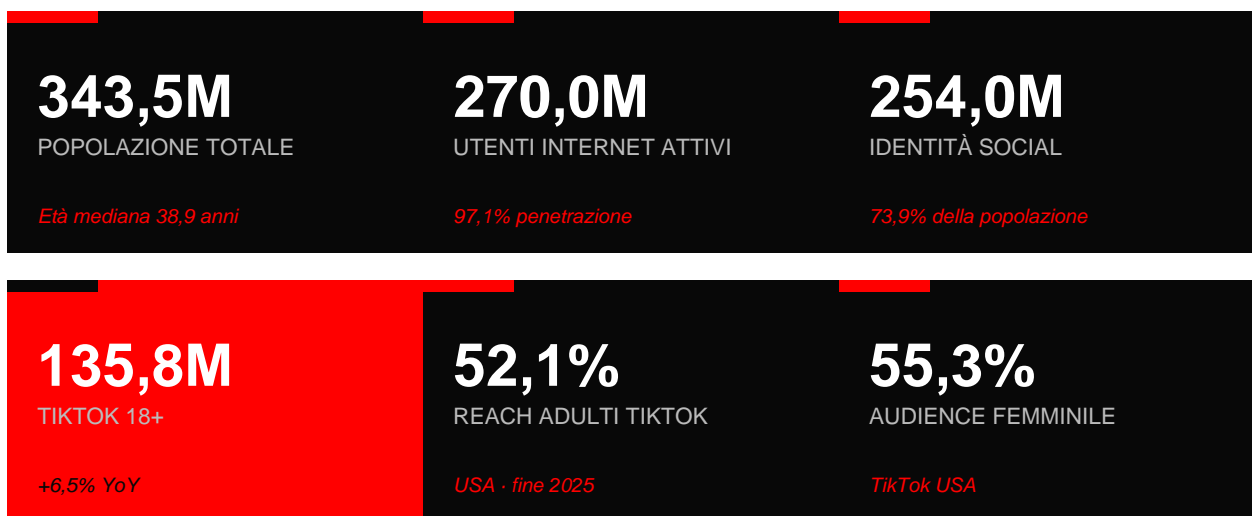 343,5M
POPOLAZIONE TOTALE
Età mediana 38,9 anni
270,0M
UTENTI INTERNET ATTIVI
97,1% penetrazione
254,0M
IDENTITÀ SOCIAL
73,9% della popolazione
135,8M
TIKTOK 18+
+6,5% YoY
52,1%
REACH ADULTI TIKTOK
USA · fine 2025
55,3%
AUDIENCE FEMMINILE
TikTok USA